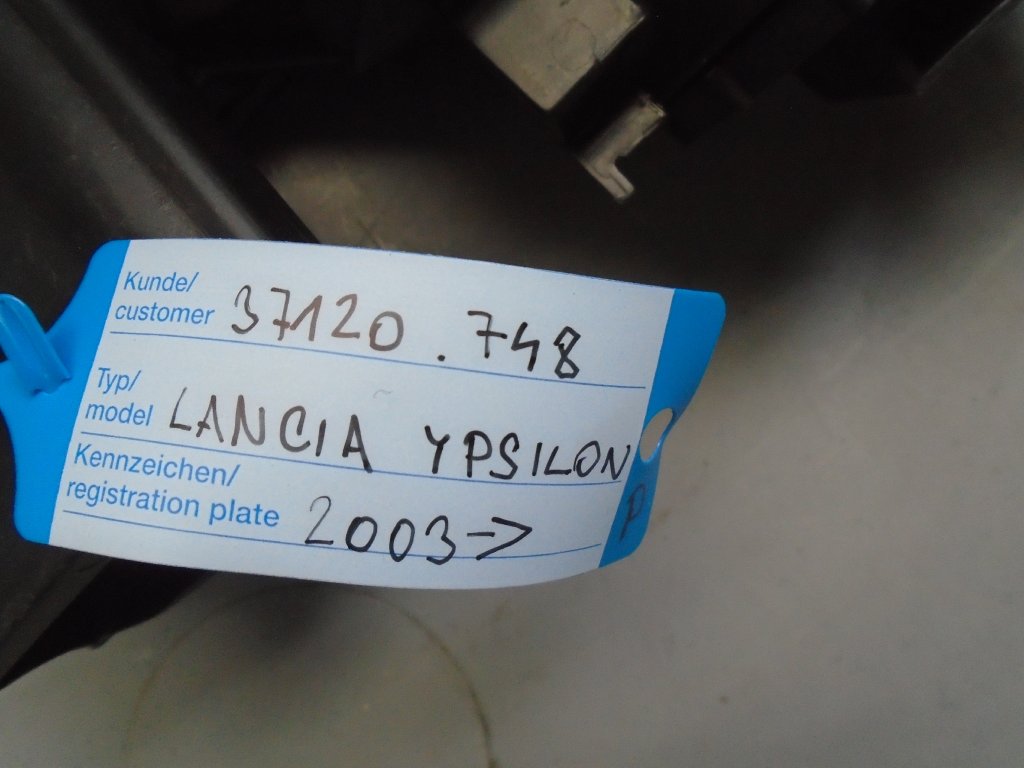 Kunde/
customer 37120.748
Typ/
model LANCIA YPSILON
Kennzeichen/
registration plate 2003->
P